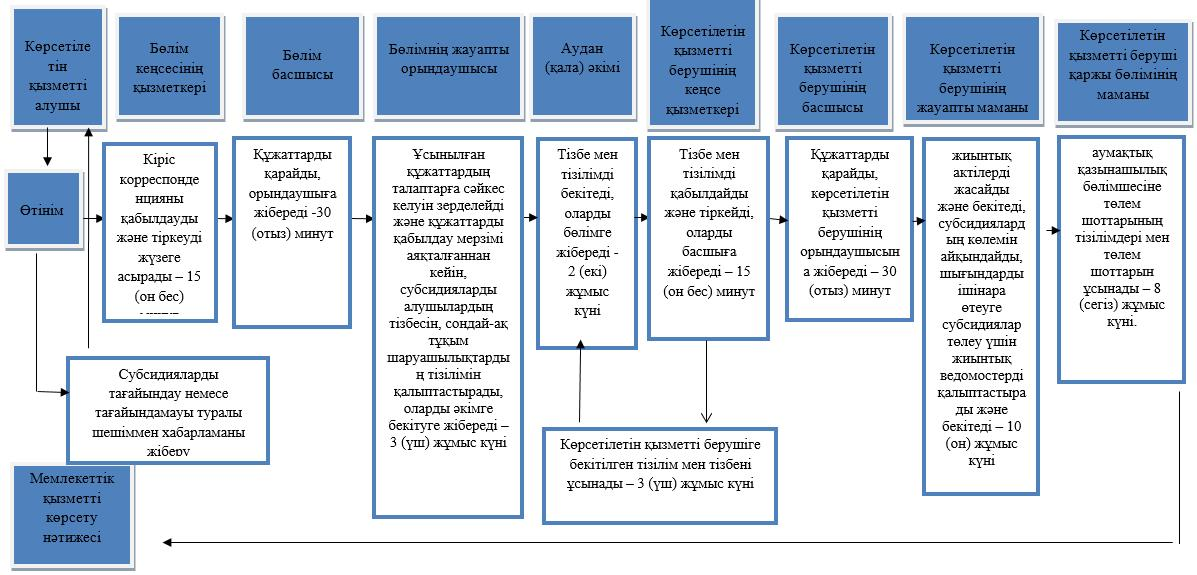 Көрсетіле
тін
қызметті
алушы
Бөлім
кеңсесінің
қызметкері
Бөлім
басшысы
Бөлімнің жауапты
орындаушысы
Аудан
(қала) әкімі
Көрсетілетін
қызметті
берушінің
кеңсе
қызметкері
Көрсетілетін
қызметті
берушінің
басшысы
Көрсетілетін
қызметті
берушінің
жауапты маманы
Көрсетілетін
қызметті беруші
қаржы бөлімінің
маманы
Өтінім
Кіріс
корреспонде
нцияны
қабылдауды
және тіркеуді
жүзеге
асырады – 15
(он бес)
Құжаттарды
қарайды,
орындаушыға
жібереді -30
(отыз) минут
Ұсынылған
құжаттардың
талаптарға сәйкес
келуін зерделейді
және құжаттарды
қабылдау мерзімі
аяқталғаннан
кейін,
субсидияларды
алушылардың
тізбесін, сондай-ақ
тұқым
шаруашылықтарды
ң тізілімін
қалыптастырады,
оларды әкімге
бекітуге жібереді –
3 (үш) жұмыс күні
Тізбе мен
тізілімді
бекітеді,
оларды
бөлімге
жібереді -
2 (екі)
жұмыс
күні
Тізбе мен
тізілімді
қабылдайды
және тіркейді,
оларды
басшыға
жібереді – 15
(он бес) минут
Құжаттарды
қарайды,
көрсетілетін
қызметті
берушінің
орындаушысын
а жібереді – 30
(отыз) минут
жиынтық
актілерді
жасайды
және бекітеді,
субсидиялард
ың көлемін
айқындайды,
шығындарды
ішінара
өтеуге
субсидиялар
төлеу үшін
жиынтық
ведомостерді
қалыптастыра
ды және
бекітеді – 10
(он) жұмыс
күні
аумақтық
қазынашылық
бөлімшесіне
төлем
шоттарының
тізілімдері мен
төлем
шоттарын
ұсынады – 8
(сегіз) жұмыс
күні.
Субсидияларды
тағайындау немесе
тағайындамауы туралы
шешіммен хабарламаны
жіберу
Көрсетілетін қызметті берушіге
бекітілген тізілім мен тізбені
ұсынады – 3 (үш) жұмыс күні
Мемлекеттік
қызметті
көрсету
нәтижесі